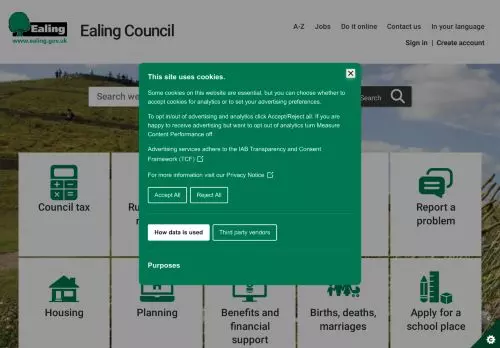 Ealing
www.ealing.gov.uk
Ealing Council
A-Z Jobs Do it online Contact us In your language
Sign in | Create account
Search
This site uses cookies.
Some cookies on this website are essential, but you can choose whether to
accept cookies for analytics or to set your advertising preferences.
To opt in/out of advertising and analytics click Accept/Reject all. If you are
happy to receive advertising but want to opt out of analytics turn Measure
Content Performance off.
Advertising services adhere to the IAB Transparency and Consent
Framework (TCF)
For more information visit our Privacy Notice
Accept All Reject All
How data is used Third party vendors
Purposes
Search
Council tax
Report a
problem
Housing
Planning
Benefits and
financial
support
Births, deaths,
marriages
Apply for a
school place